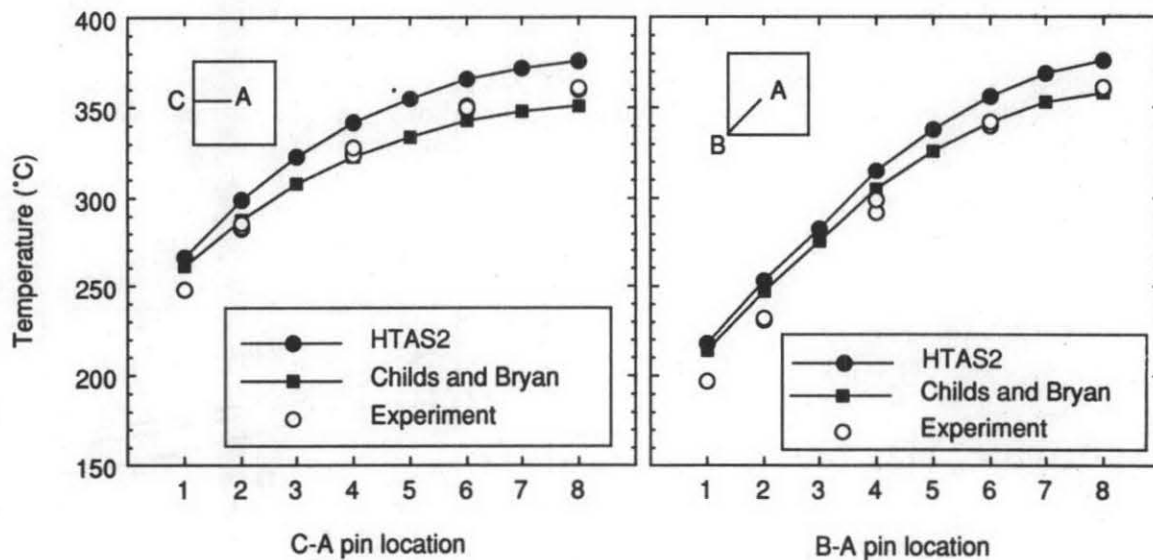 Temperature (°C)
400
350
300
250
200
150
C
A
HTAS2
Childs and Bryan
Experiment
1 2 3 4 5 6 7 8
C-A pin location
A
B
HTAS2
Childs and Bryan
Experiment
1 2 3 4 5 6 7 8
B-A pin location